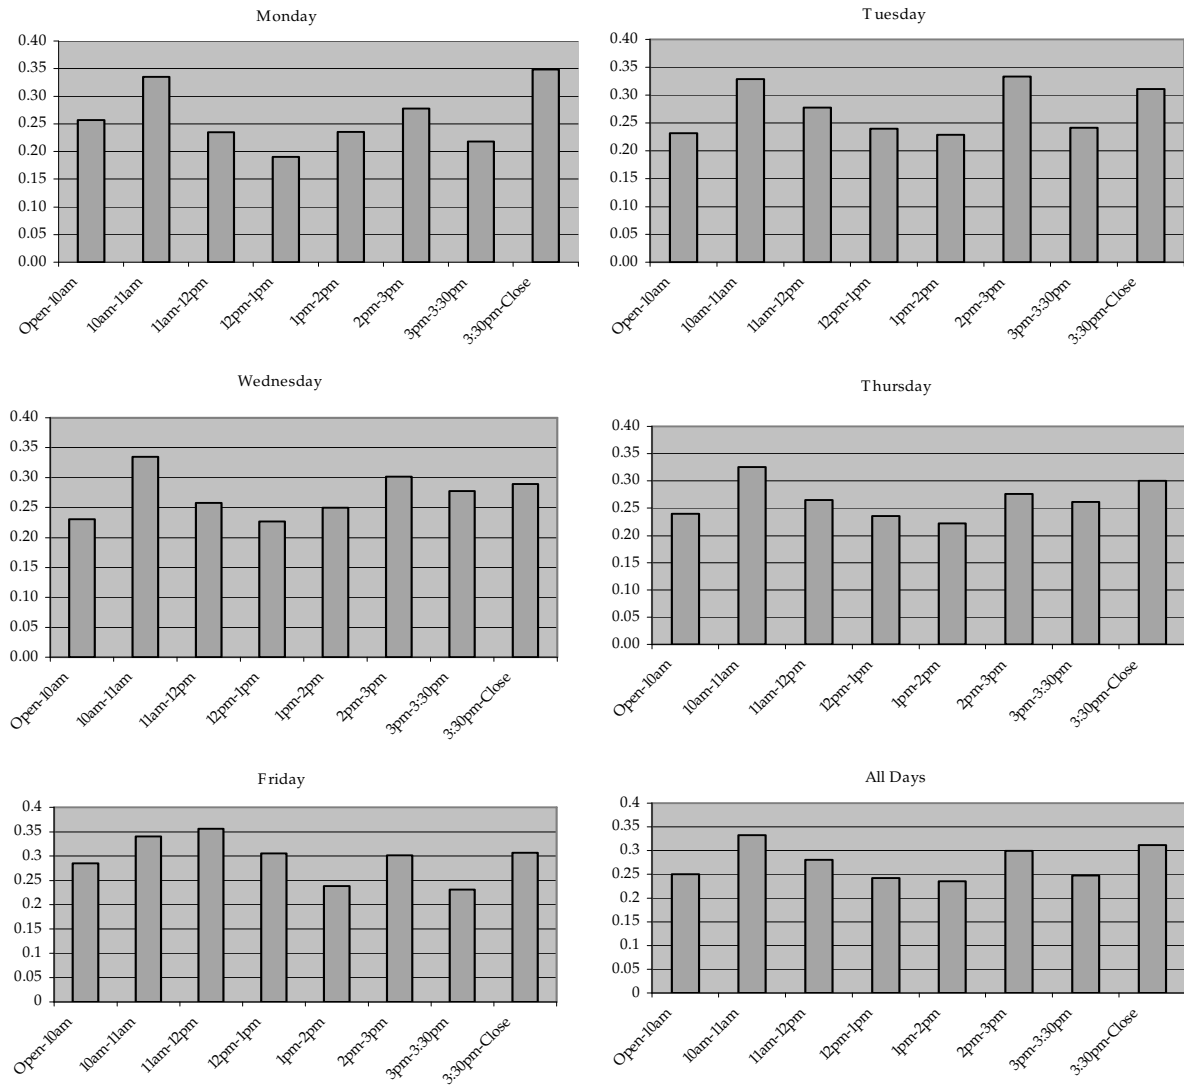 Monday
0.40
0.35
0.30
0.25
0.20
0.15
0.10
0.05
0.00
Open-10am
10am-11am
11am-12pm
12pm-1pm
1pm-2pm
2pm-3pm
3pm-3:30pm
3:30pm-Close
Tuesday
0.40
0.35
0.30
0.25
0.20
0.15
0.10
0.05
0.00
Open-10am
10am-11am
11am-12pm
12pm-1pm
1pm-2pm
2pm-3pm
3pm-3:30pm
3:30pm-Close
Wednesday
0.40
0.35
0.30
0.25
0.20
0.15
0.10
0.05
0.00
Open-10am
10am-11am
11am-12pm
12pm-1pm
1pm-2pm
2pm-3pm
3pm-3:30pm
3:30pm-Close
Thursday
0.40
0.35
0.30
0.25
0.20
0.15
0.10
0.05
0.00
Open-10am
10am-11am
11am-12pm
12pm-1pm
1pm-2pm
2pm-3pm
3pm-3:30pm
3:30pm-Close
Friday
0.4
0.35
0.3
0.25
0.2
0.15
0.1
0.05
0
Open-10am
10am-11am
11am-12pm
12pm-1pm
1pm-2pm
2pm-3pm
3pm-3:30pm
3:30pm-Close
All Days
0.4
0.35
0.3
0.25
0.2
0.15
0.1
0.05
0
Open-10am
10am-11am
11am-12pm
12pm-1pm
1pm-2pm
2pm-3pm
3pm-3:30pm
3:30pm-Close